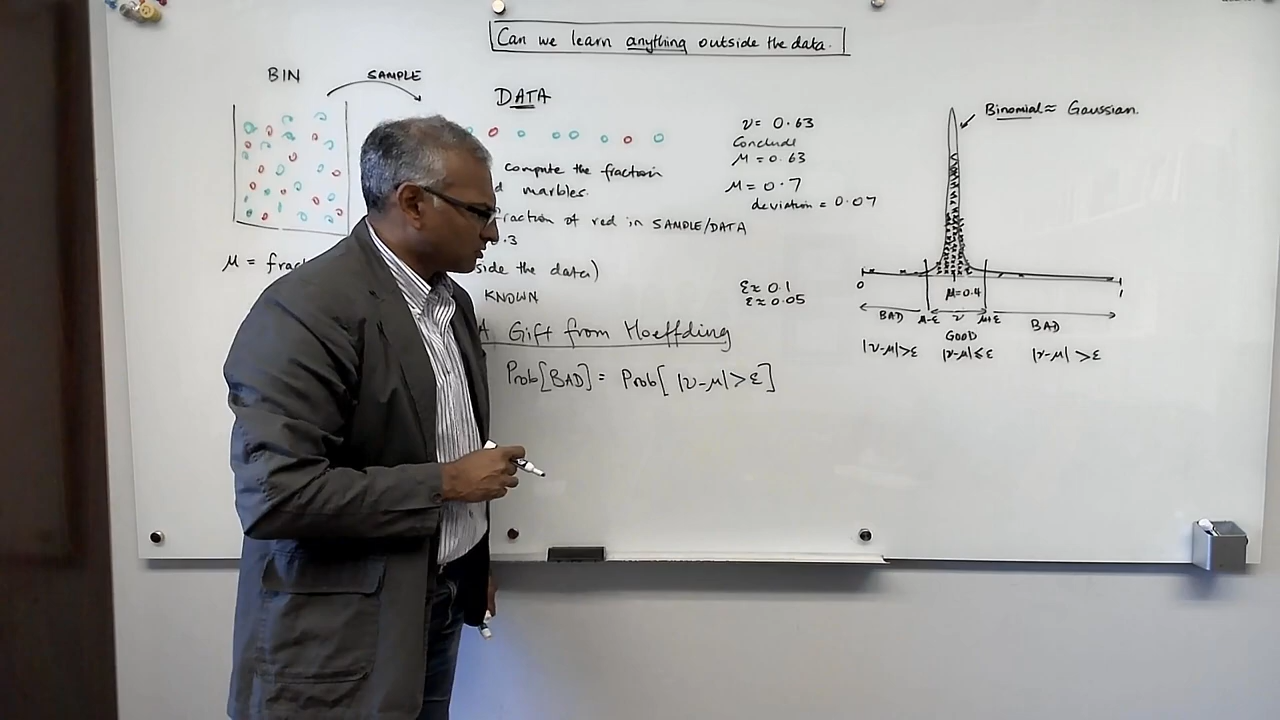 Can we learn anything outside the data.
BIN
SAMPLE
DATA
compute the fraction
marbles.
fraction of red in SAMPLE/DATA
.3
μ = frac
side the data)
KNOWN
ν = 0.63
Conclude
μ = 0.63
μ = 0.7
deviation = 0.07
ε≈ 0.1
ε≈ 0.05
A Gift from Hoeffding
Prob[BAD] = Prob[ |ν-μ|>ε]
Binomial ≈ Gaussian.
0
μ=0.4
1
BAD μ-ε ν μ+ε BAD
GOOD
|ν-μ|>ε |ν-μ|≤ε |ν-μ|>ε